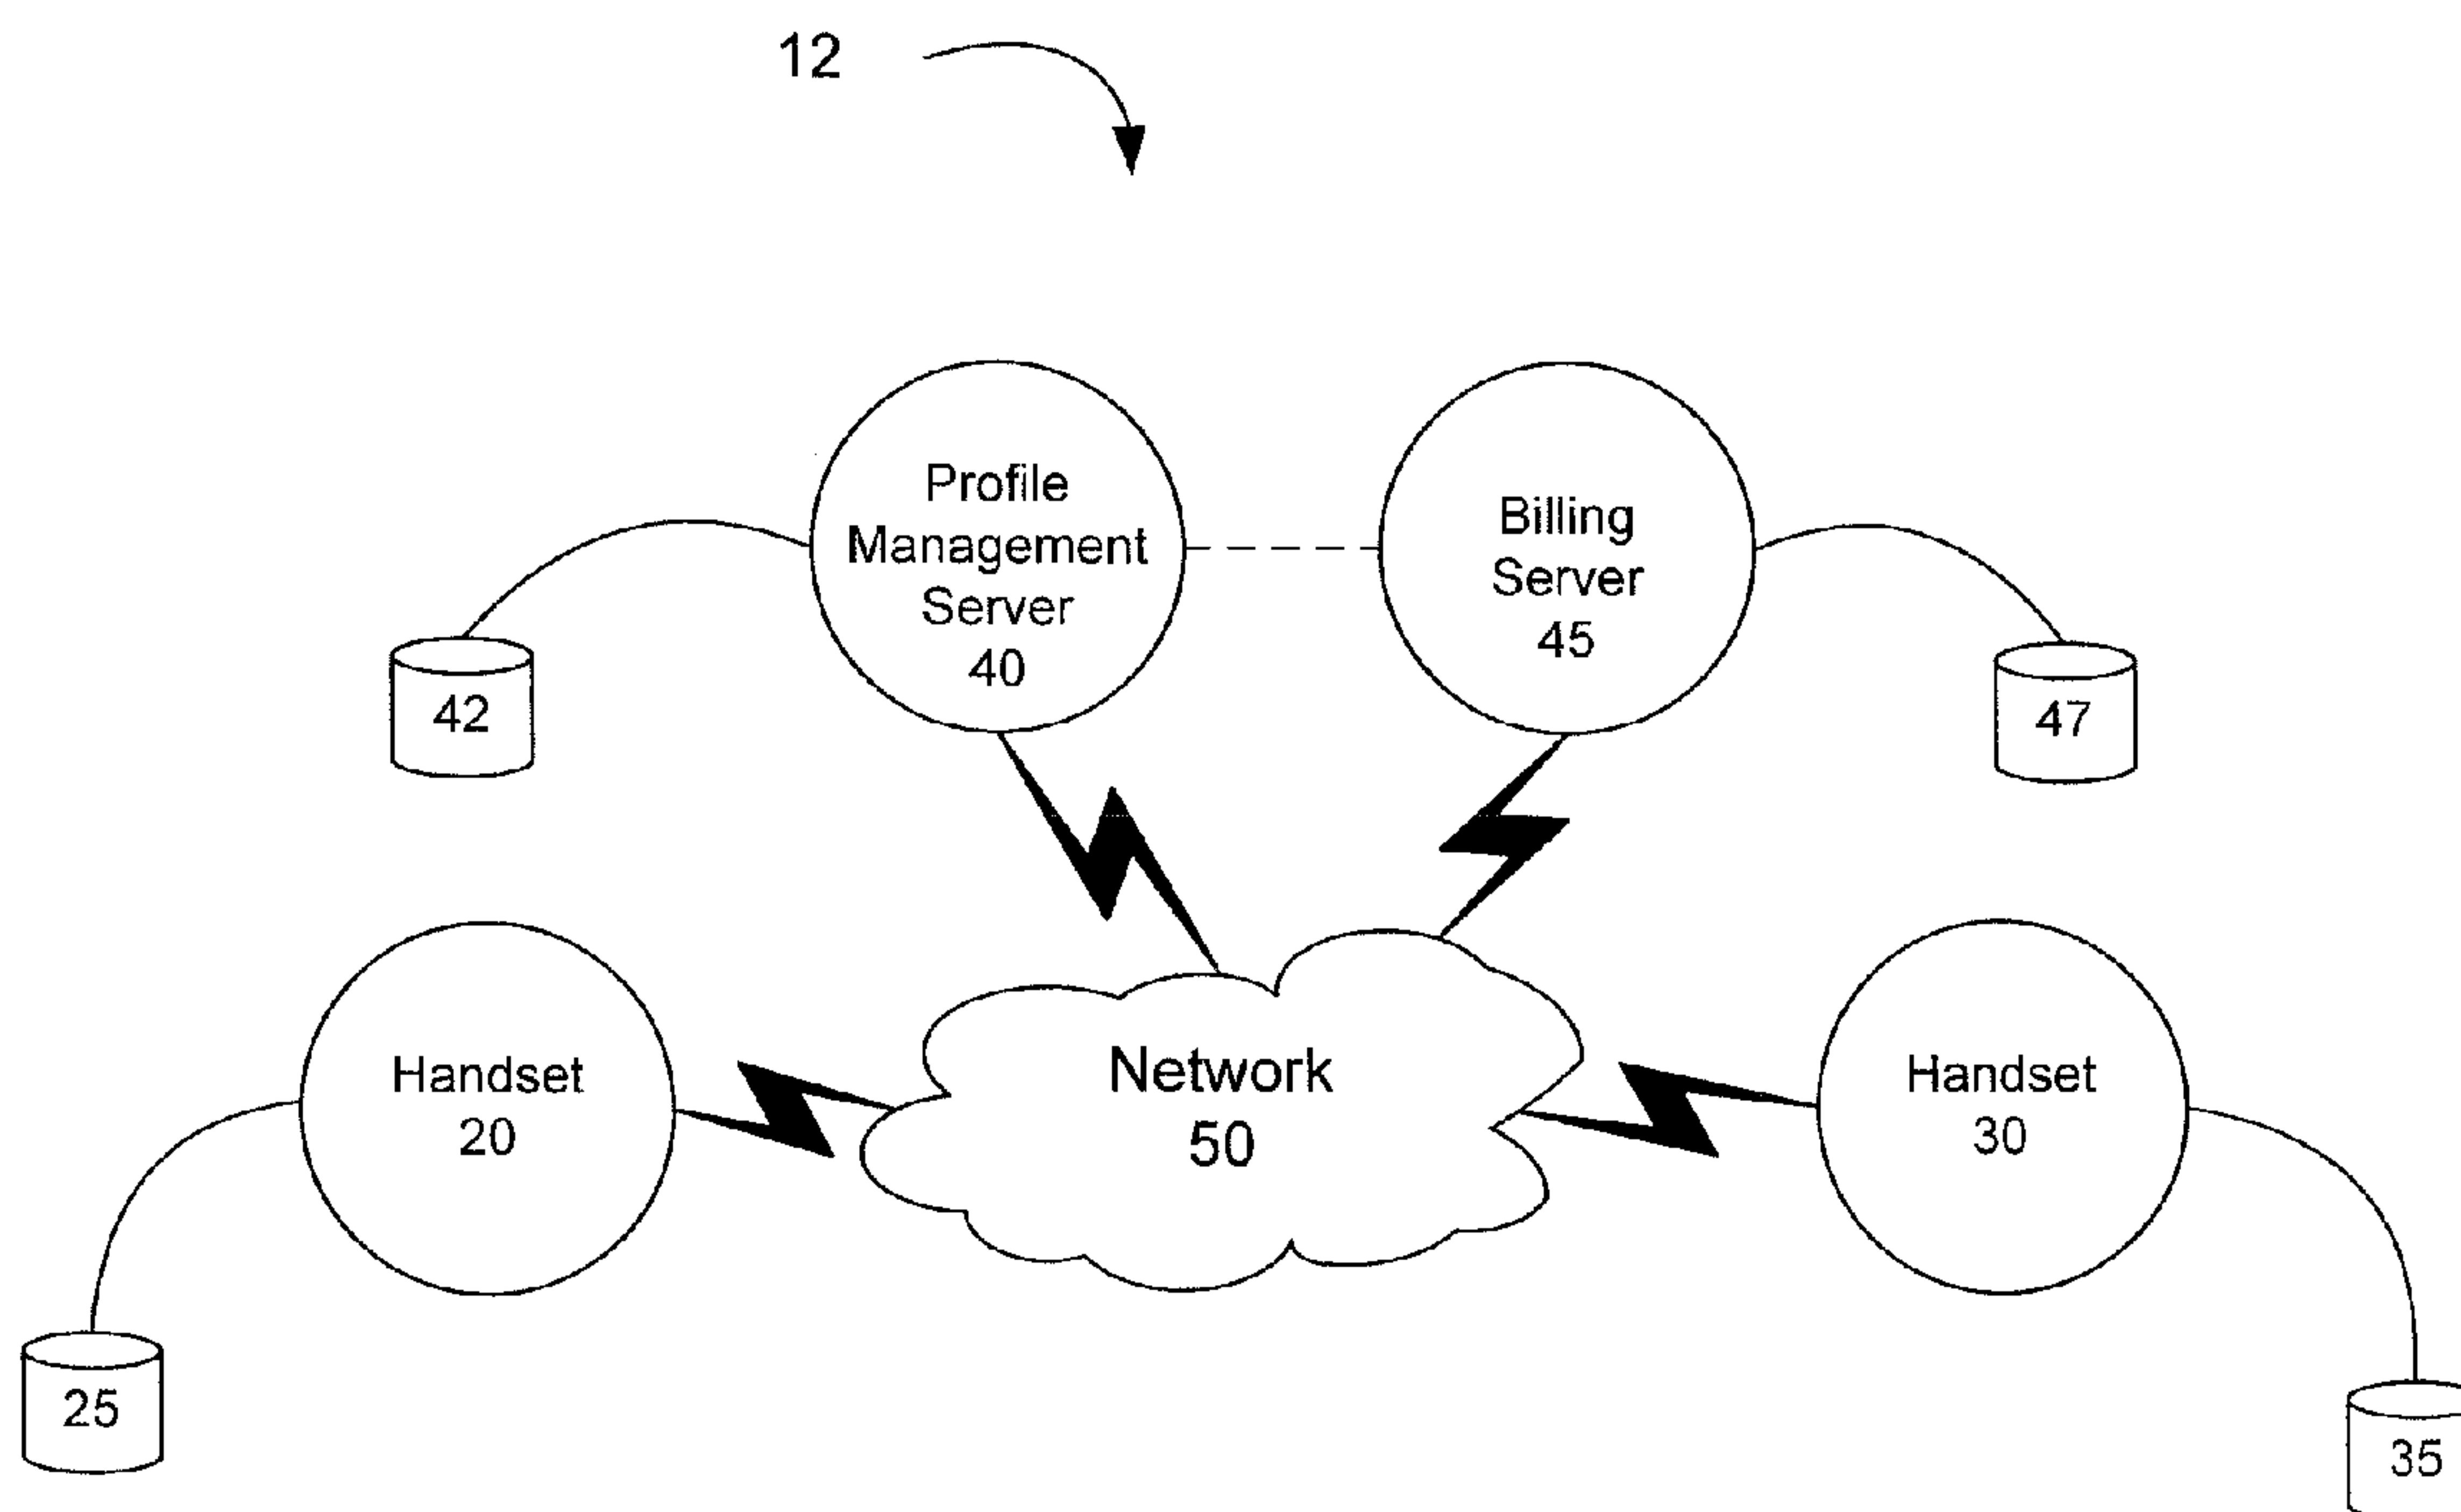 12
Profile
Management
Server
40
Billing
Server
45
42
47
Handset
20
Network
50
Handset
30
25
35